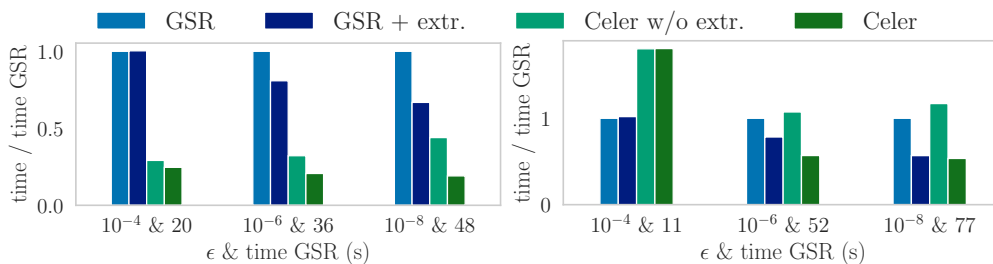 GSR GSR + extr. Celer w/o extr. Celer
time / time GSR
1.0
0.5
0.0
10⁻⁴ & 20 10⁻⁶ & 36 10⁻⁸ & 48
ϵ & time GSR (s)
time / time GSR
1
0
10⁻⁴ & 11 10⁻⁶ & 52 10⁻⁸ & 77
ϵ & time GSR (s)